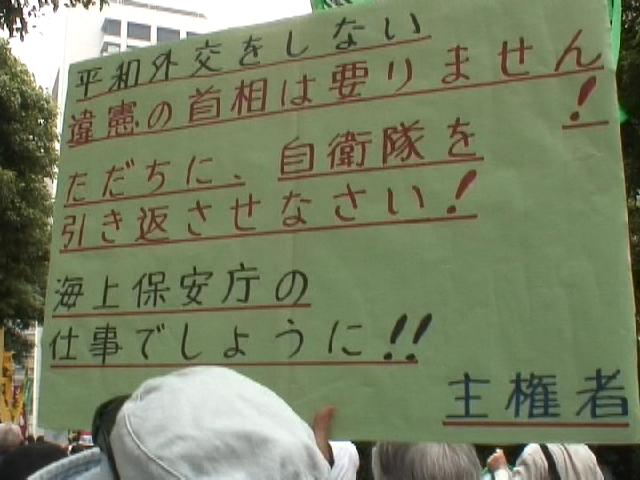 平和外交をしない
違憲の首相は要りません!
ただちに、自衛隊を
引き返させなさい!
海上保安庁の
仕事でしょうに!!
主権者